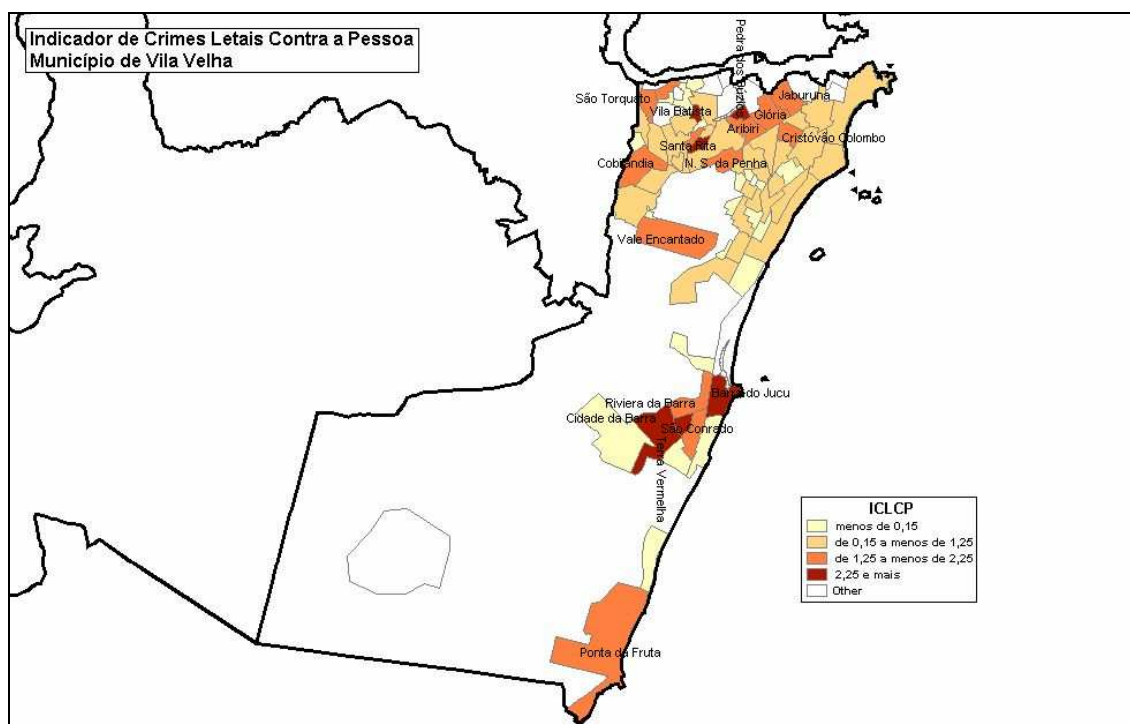 Indicador de Crimes Letais Contra a Pessoa
Município de Vila Velha
Pedra dos Búzios
São Torquato
Jaburuna
Vila Batista
Glória
Aribiri
Cristóvão Colombo
Santa Rita
Cobilândia
N. S. da Penha
Vale Encantado
Barra do Jucu
Riviera da Barra
Cidade da Barra
São Conrado
Terra Vermelha
Ponta da Fruta
ICLCP
menos de 0,15
de 0,15 a menos de 1,25
de 1,25 a menos de 2,25
2,25 e mais
Other